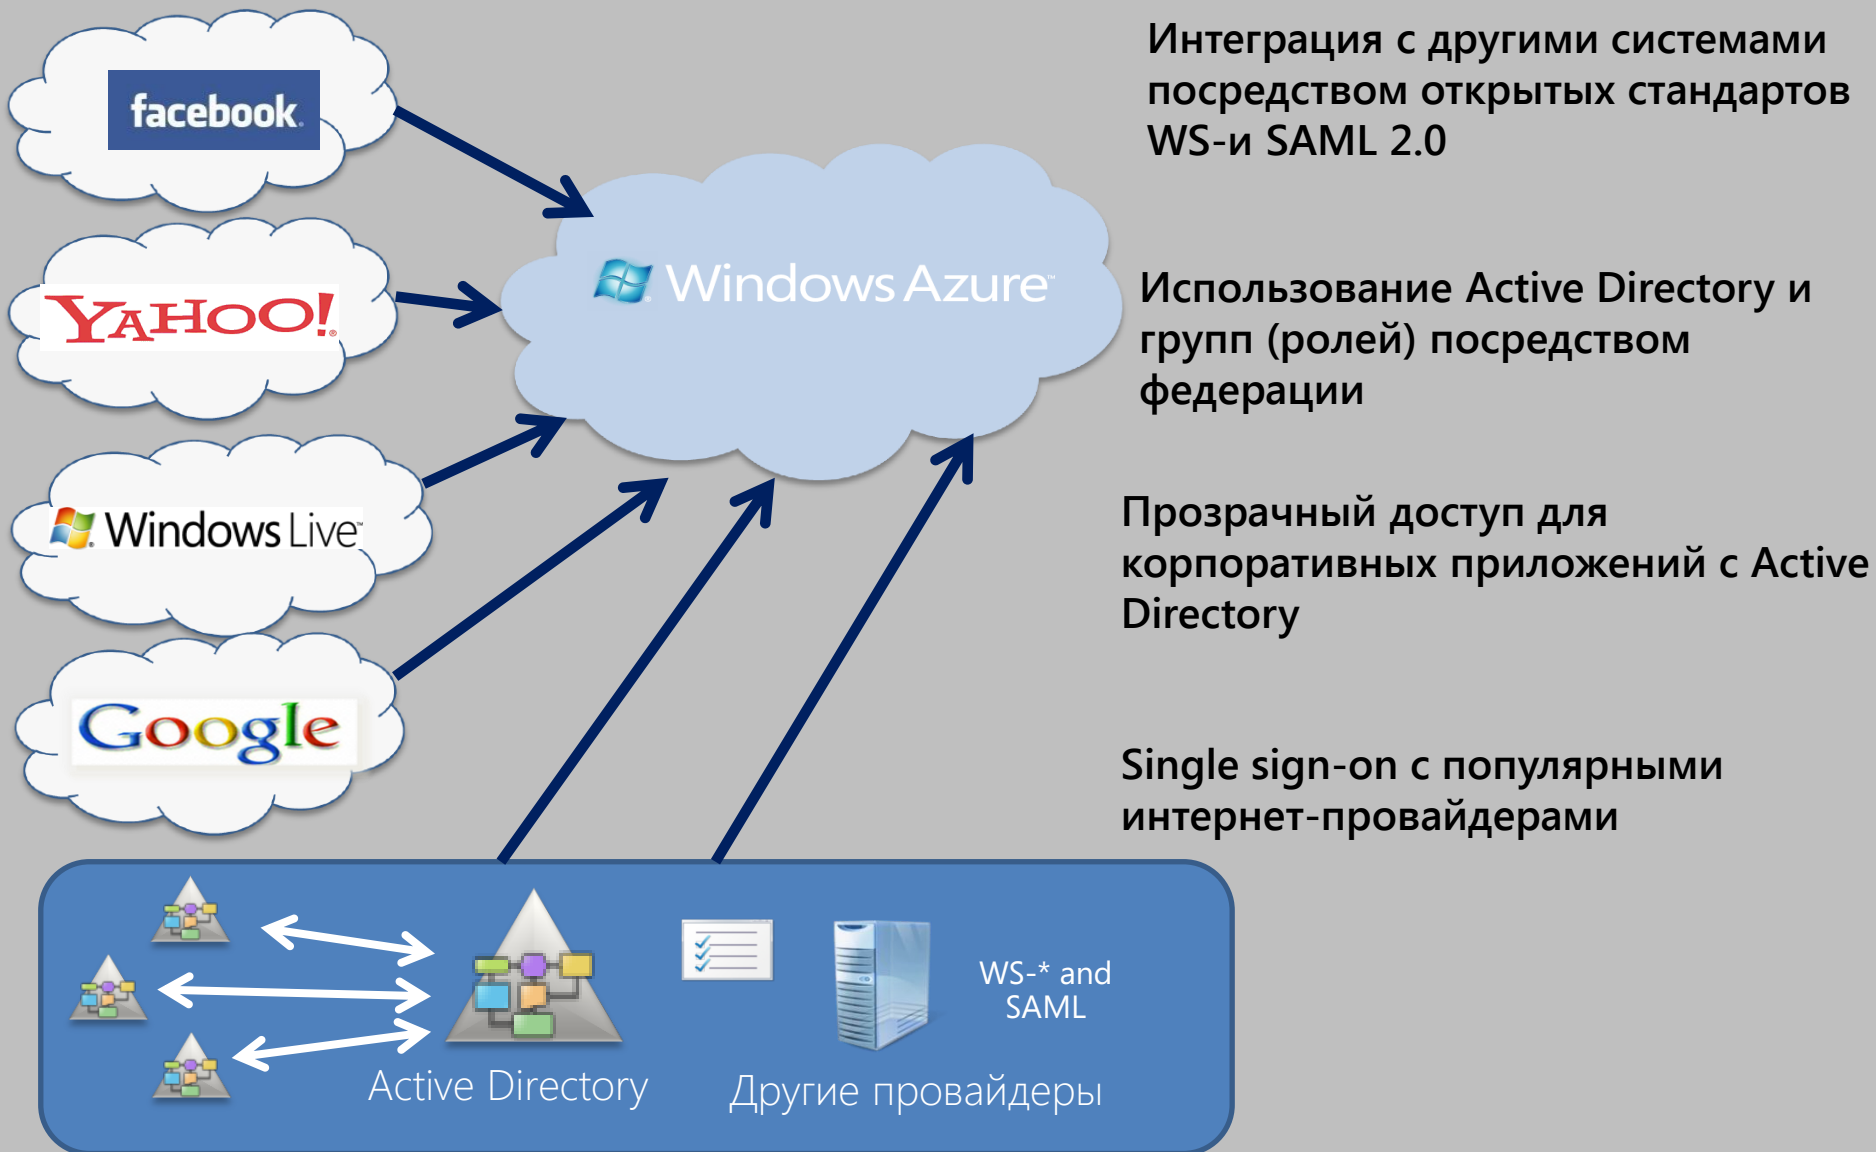 facebook
YAHOO!
Windows Live
Google
Windows Azure
Интеграция с другими системами
посредством открытых стандартов
WS-и SAML 2.0
Использование Active Directory и
групп (ролей) посредством
федерации
Прозрачный доступ для
корпоративных приложений с Active
Directory
Single sign-on с популярными
интернет-провайдерами
WS-* and
SAML
Active Directory
Другие провайдеры